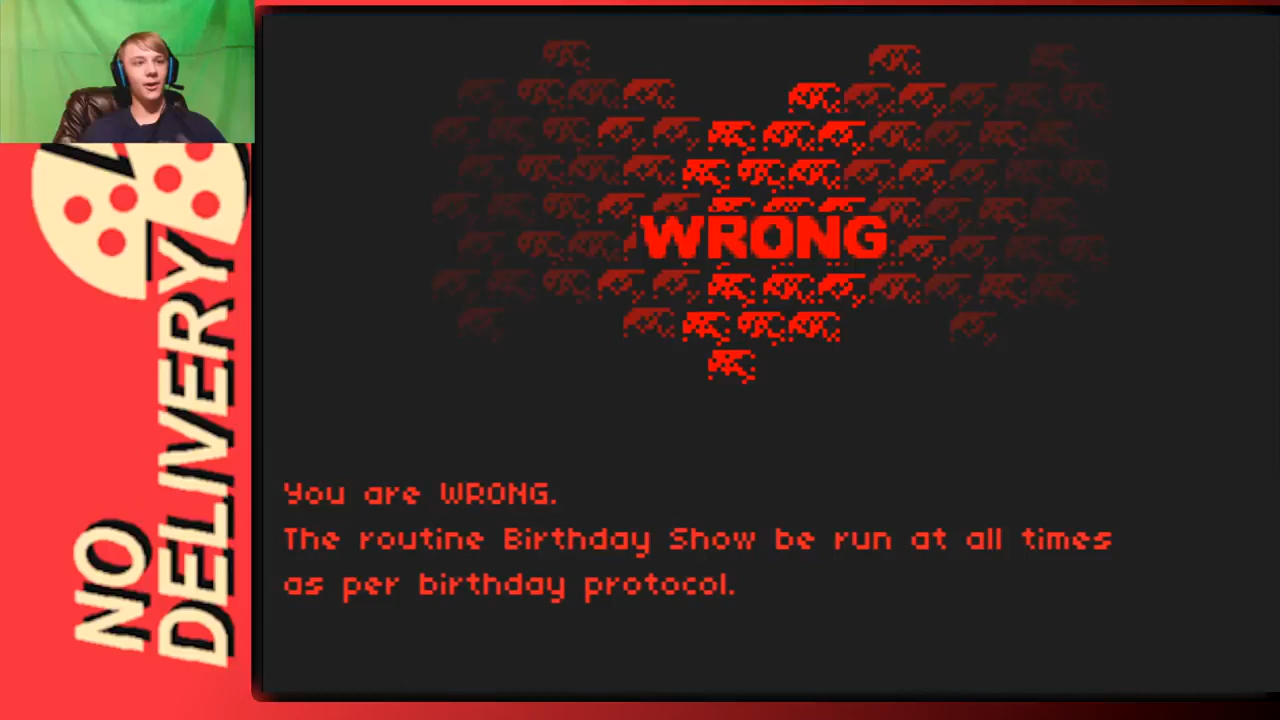 NO
DELIVERY
WRONG
You are WRONG.
The routine Birthday Show be run at all times
as per birthday protocol.